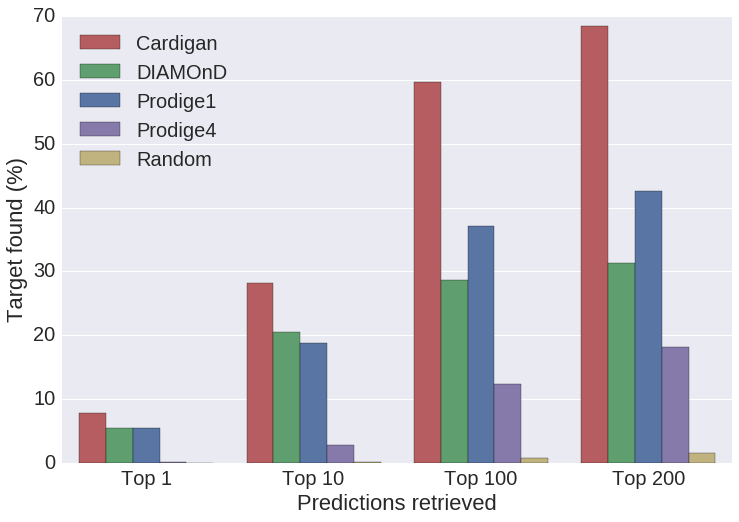 70
60
50
40
30
20
10
0
Target found (%)
Cardigan
DIAMOnD
Prodige1
Prodige4
Random
Top 1 Top 10 Top 100 Top 200
Predictions retrieved